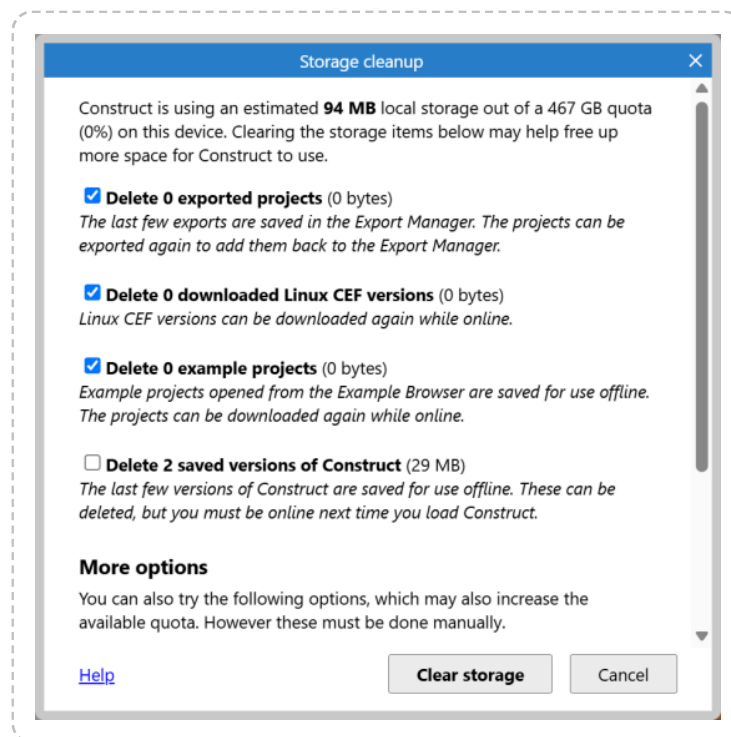 Storage cleanup
Construct is using an estimated 94 MB local storage out of a 467 GB quota
(0%) on this device. Clearing the storage items below may help free up
more space for Construct to use.
Delete 0 exported projects (0 bytes)
The last few exports are saved in the Export Manager. The projects can be
exported again to add them back to the Export Manager.
Delete 0 downloaded Linux CEF versions (0 bytes)
Linux CEF versions can be downloaded again while online.
Delete 0 example projects (0 bytes)
Example projects opened from the Example Browser are saved for use offline.
The projects can be downloaded again while online.
Delete 2 saved versions of Construct (29 MB)
The last few versions of Construct are saved for use offline. These can be
deleted, but you must be online next time you load Construct.
More options
You can also try the following options, which may also increase the
available quota. However these must be done manually.
Help
Clear storage
Cancel